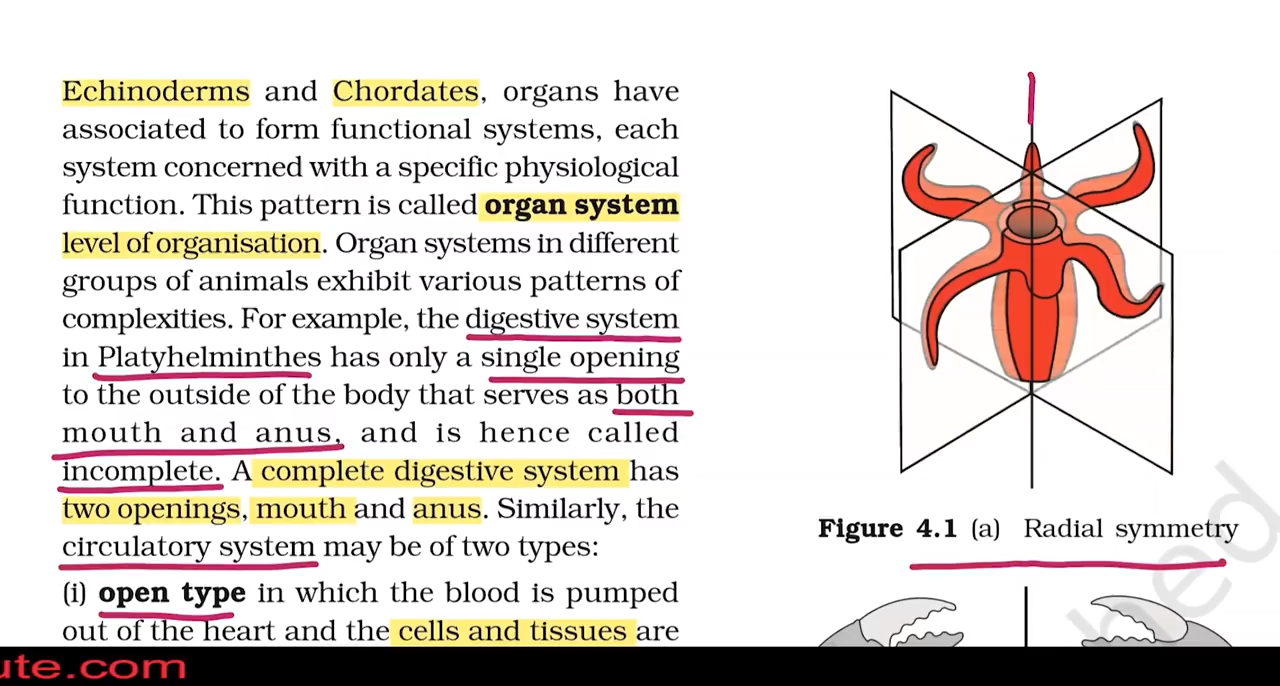 Echinoderms and Chordates, organs have
associated to form functional systems, each
system concerned with a specific physiological
function. This pattern is called organ system
level of organisation. Organ systems in different
groups of animals exhibit various patterns of
complexities. For example, the digestive system
in Platyhelminthes has only a single opening
to the outside of the body that serves as both
mouth and anus, and is hence called
incomplete. A complete digestive system has
two openings, mouth and anus. Similarly, the
circulatory system may be of two types:
(i) open type in which the blood is pumped
out of the heart and the cells and tissues are
Figure 4.1 (a) Radial symmetry
hed
ute.com